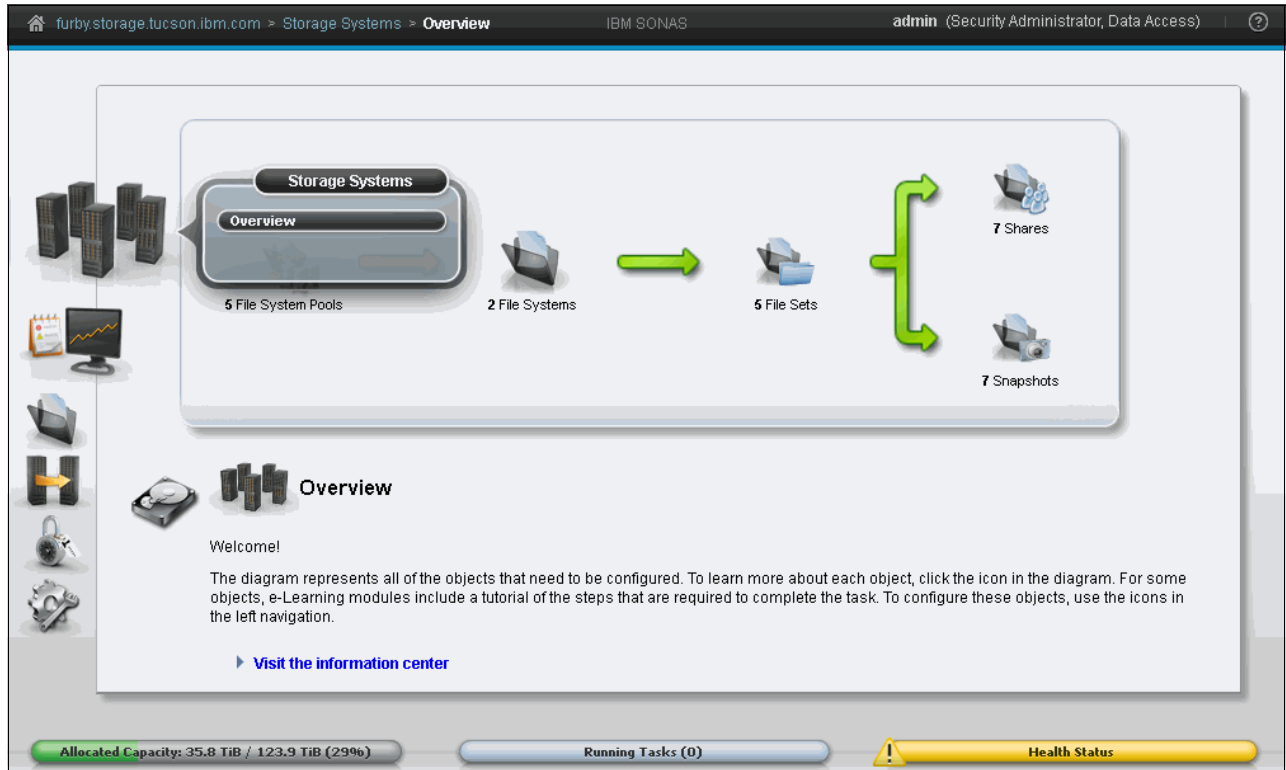 furby.storage.tucson.ibm.com > Storage Systems > Overview
IBM SONAS
admin (Security Administrator, Data Access)
?
Storage Systems
Overview
5 File System Pools
2 File Systems
5 File Sets
7 Shares
7 Snapshots
Overview
Welcome!
The diagram represents all of the objects that need to be configured. To learn more about each object, click the icon in the diagram. For some
objects, e-Learning modules include a tutorial of the steps that are required to complete the task. To configure these objects, use the icons in
the left navigation.
Visit the information center
Allocated Capacity: 35.8 TiB / 123.9 TiB (29%)
Running Tasks (0)
Health Status